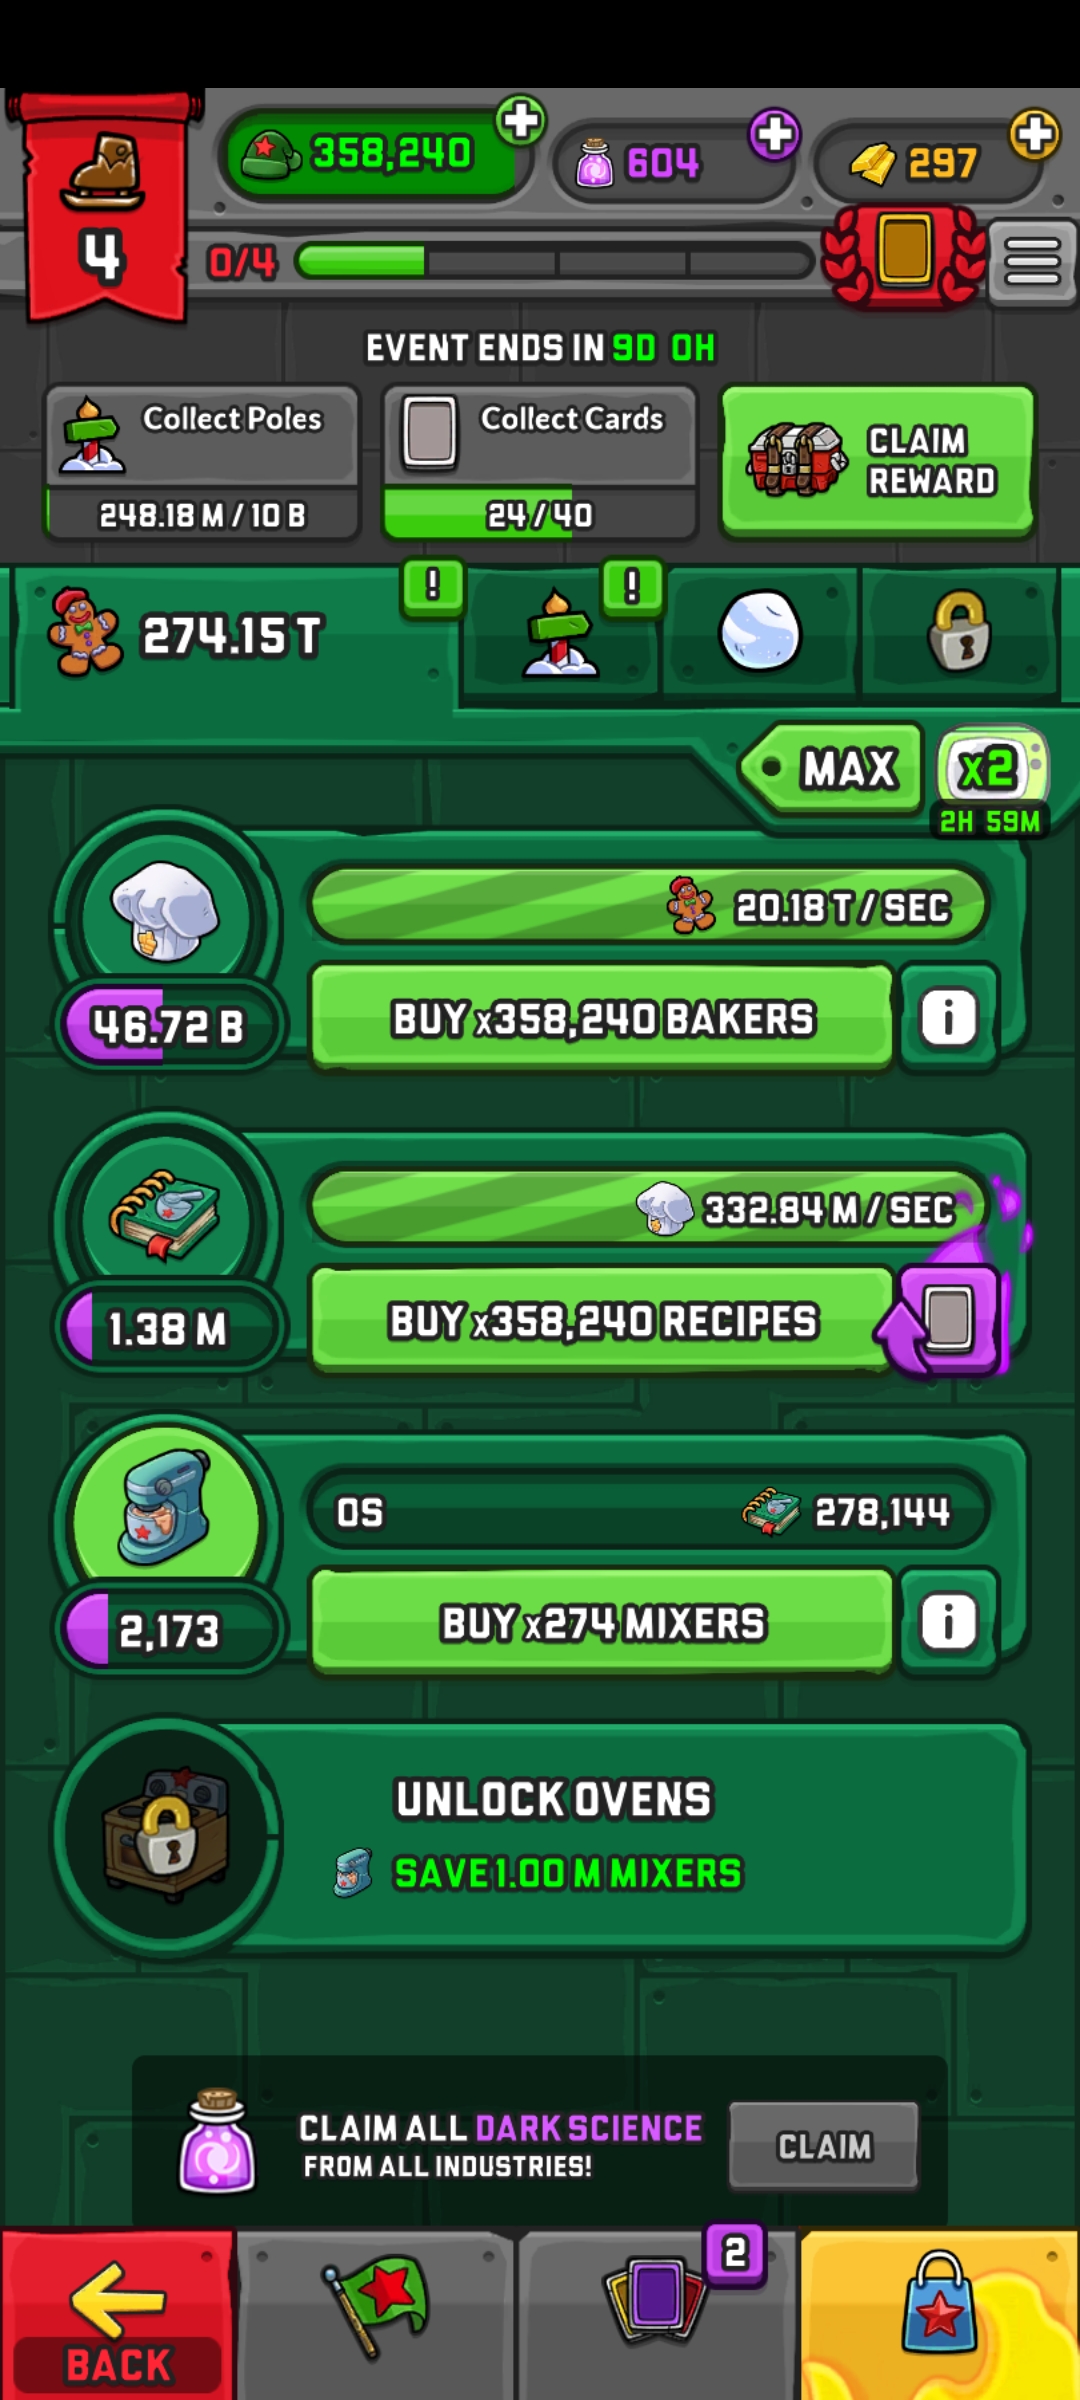 358,240
604
297
4
0/4
EVENT ENDS IN 9D 0H
Collect Poles
248.18 M / 10 B
Collect Cards
24 / 40
CLAIM
REWARD
!
!
274.15 T
MAX
x2
2H 59M
20.18 T / SEC
46.72 B
BUY x358,240 BAKERS
i
332.84 M / SEC
1.38 M
BUY x358,240 RECIPES
0S
278,144
2,173
BUY x274 MIXERS
i
UNLOCK OVENS
SAVE 1.00 M MIXERS
CLAIM ALL DARK SCIENCE
FROM ALL INDUSTRIES!
CLAIM
2
BACK